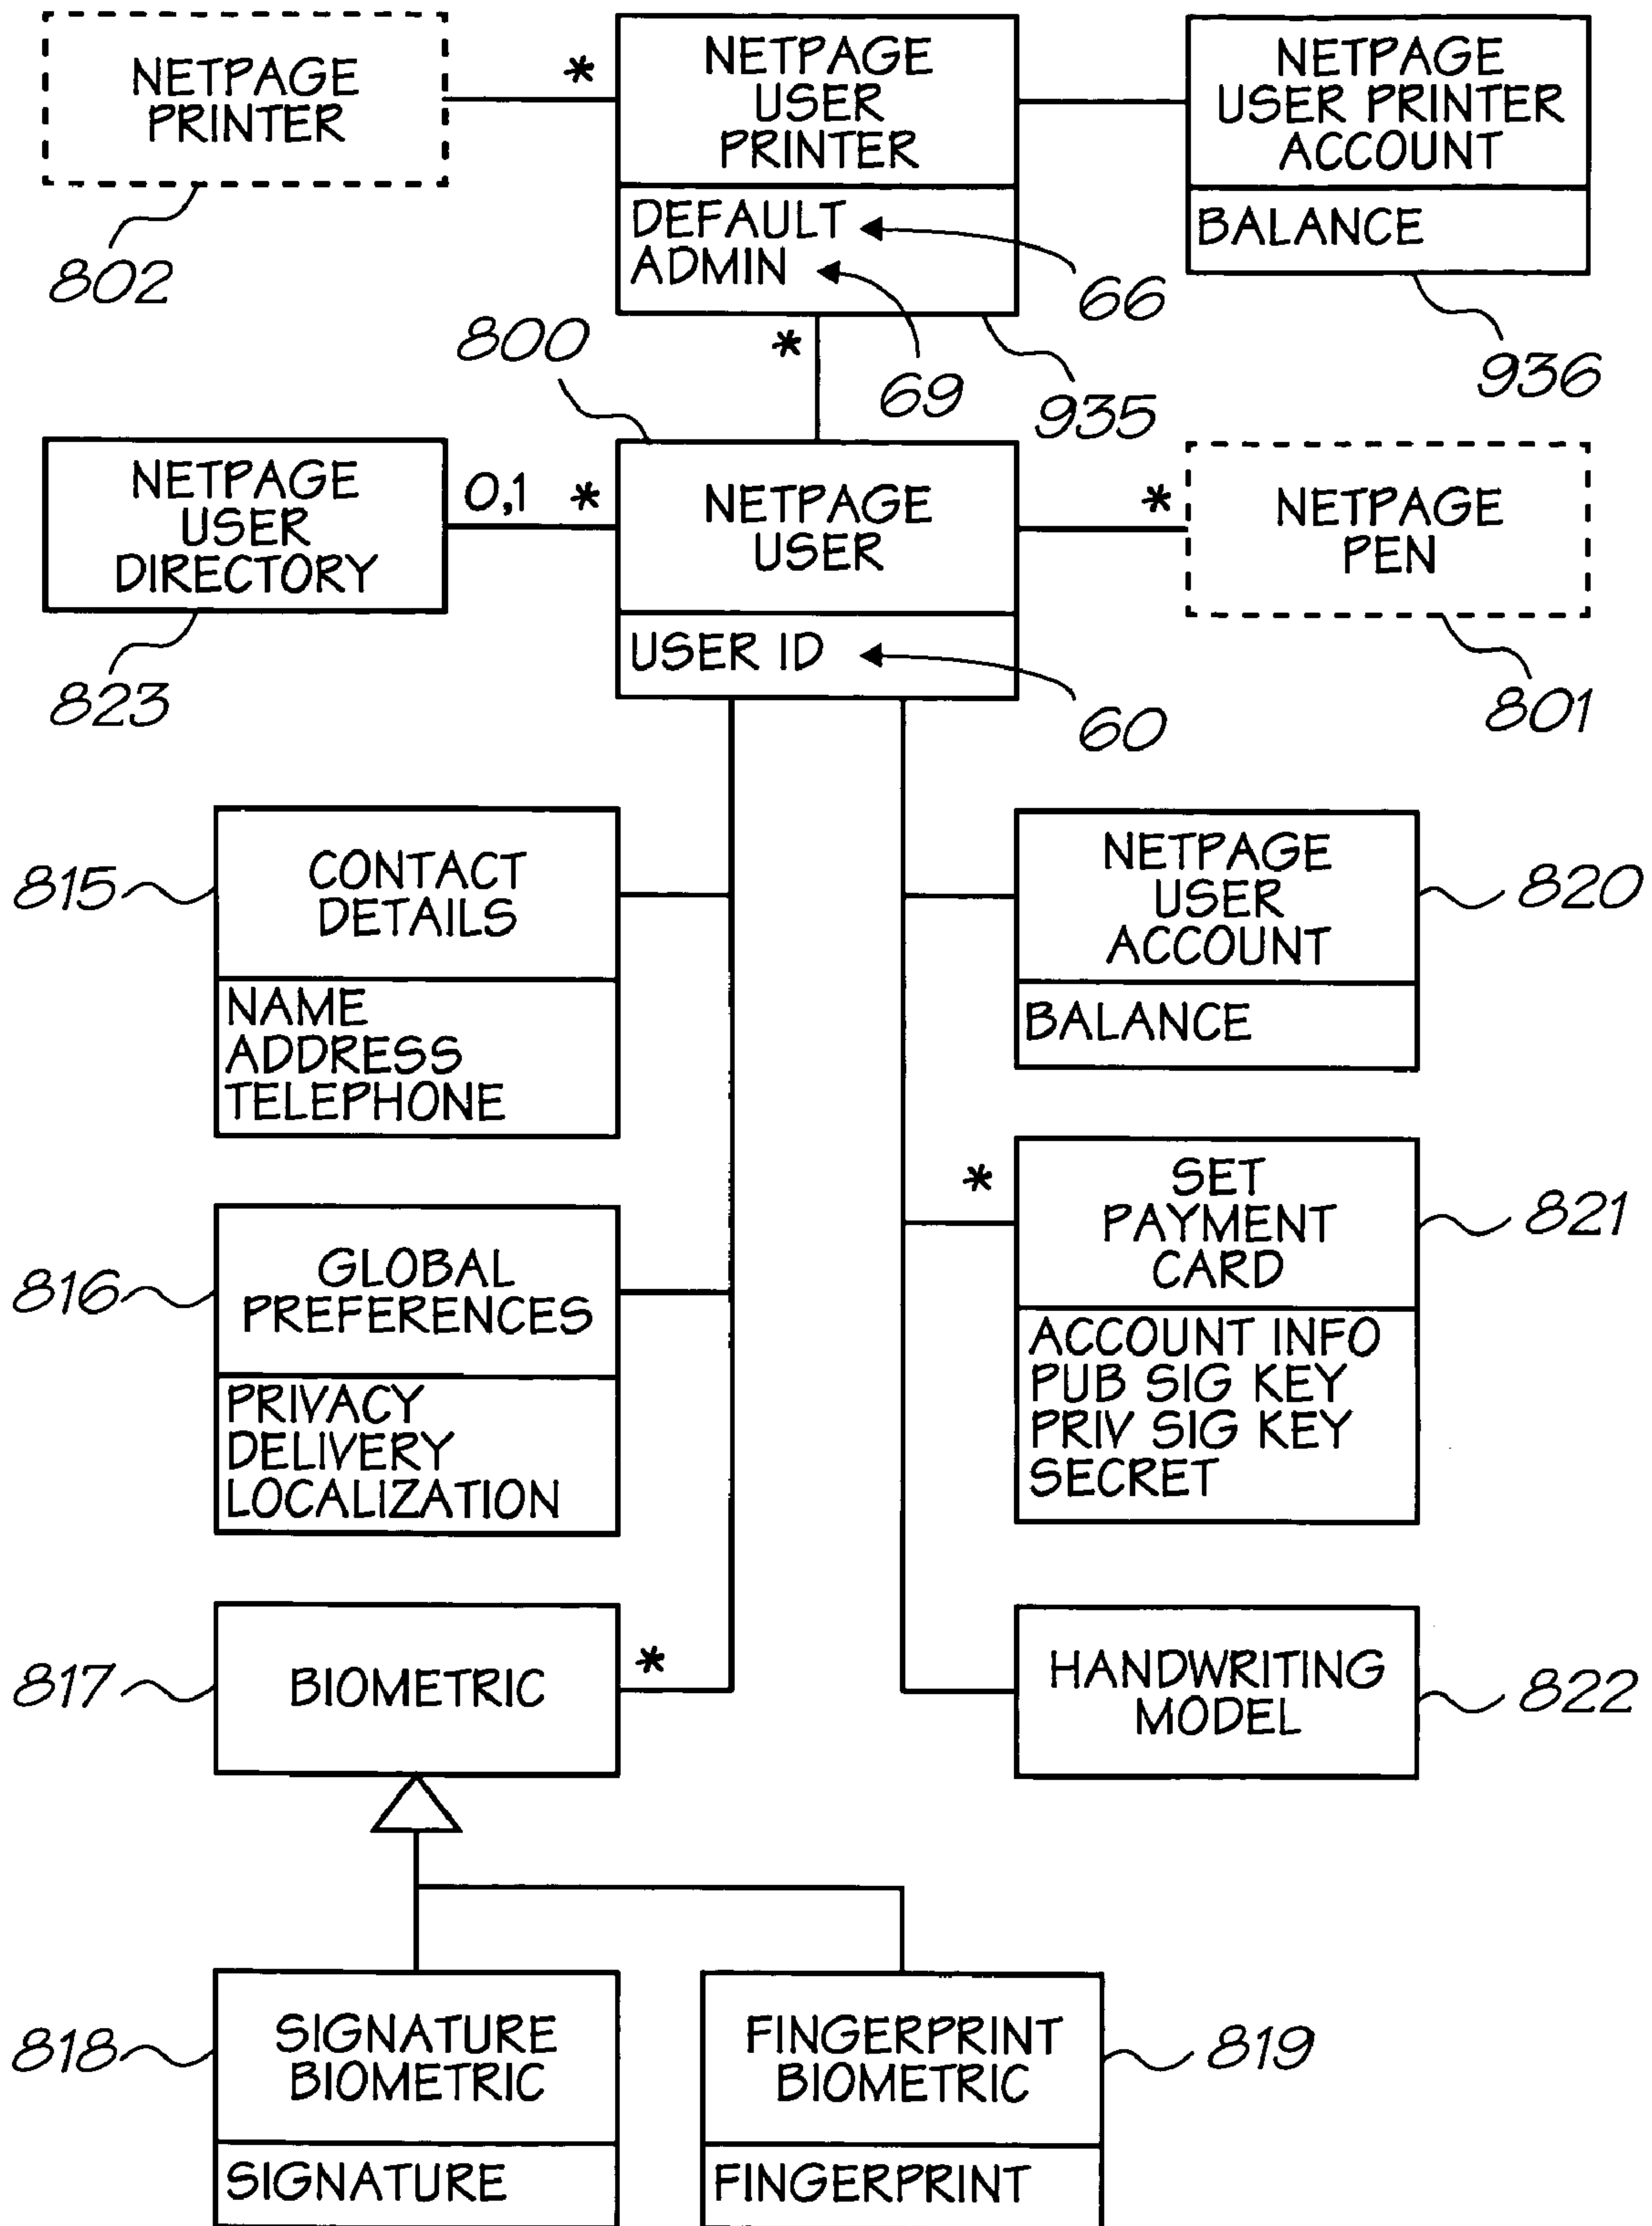 NETPAGE
PRINTER
802
*
NETPAGE
USER
PRINTER
DEFAULT
ADMIN
66
69
935
*
NETPAGE
USER PRINTER
ACCOUNT
BALANCE
936
800
NETPAGE
USER
DIRECTORY
823
0,1 *
NETPAGE
USER
USER ID
60
*
NETPAGE
PEN
801
815
CONTACT
DETAILS
NAME
ADDRESS
TELEPHONE
NETPAGE
USER
ACCOUNT
BALANCE
820
816
GLOBAL
PREFERENCES
PRIVACY
DELIVERY
LOCALIZATION
*
SET
PAYMENT
CARD
ACCOUNT INFO
PUB SIG KEY
PRIV SIG KEY
SECRET
821
817
BIOMETRIC
*
HANDWRITING
MODEL
822
818
SIGNATURE
BIOMETRIC
SIGNATURE
FINGERPRINT
BIOMETRIC
FINGERPRINT
819